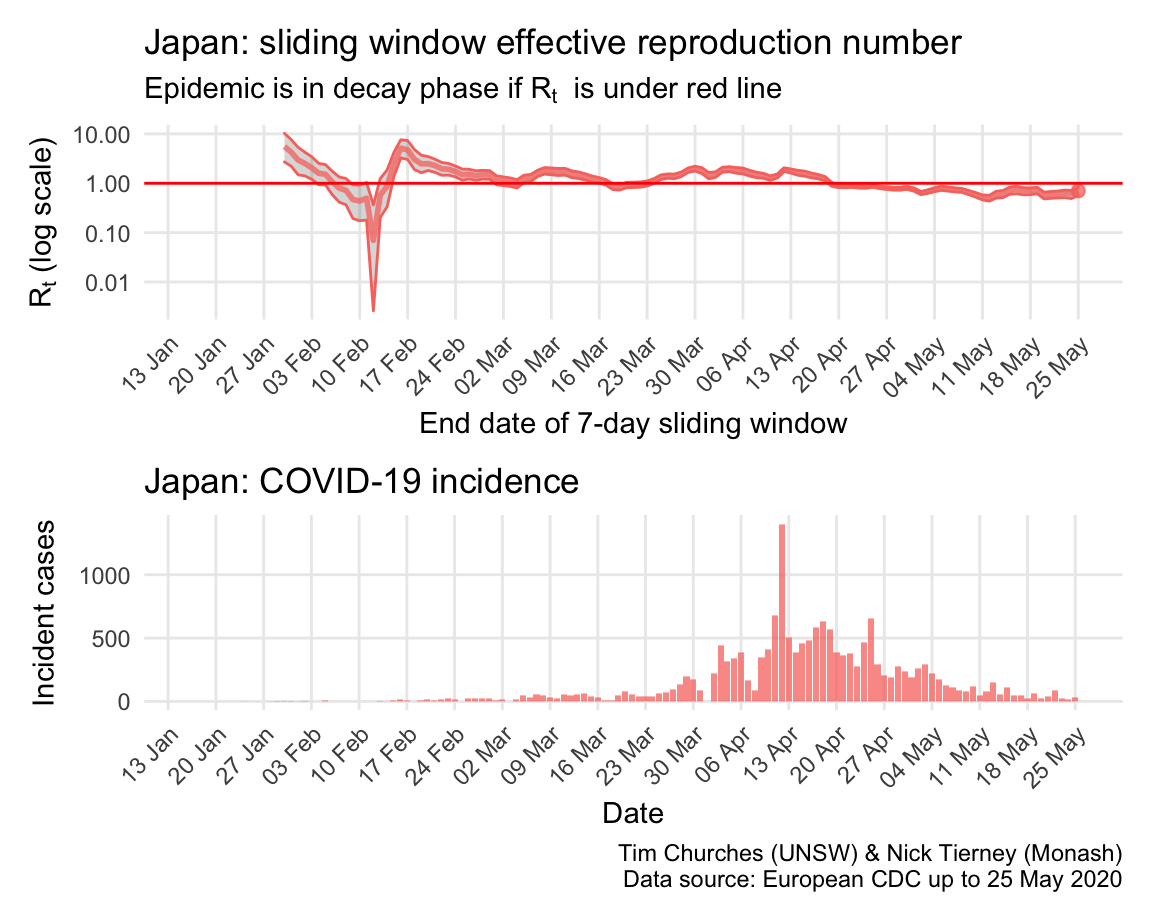 Japan: sliding window effective reproduction number
Epidemic is in decay phase if Rt is under red line
Rt (log scale)
10.00
1.00
0.10
0.01
13 Jan
20 Jan
27 Jan
03 Feb
10 Feb
17 Feb
24 Feb
02 Mar
09 Mar
16 Mar
23 Mar
30 Mar
06 Apr
13 Apr
20 Apr
27 Apr
04 May
11 May
18 May
25 May
End date of 7-day sliding window
Japan: COVID-19 incidence
Incident cases
1000
500
0
13 Jan
20 Jan
27 Jan
03 Feb
10 Feb
17 Feb
24 Feb
02 Mar
09 Mar
16 Mar
23 Mar
30 Mar
06 Apr
13 Apr
20 Apr
27 Apr
04 May
11 May
18 May
25 May
Date
Tim Churches (UNSW) & Nick Tierney (Monash)
Data source: European CDC up to 25 May 2020